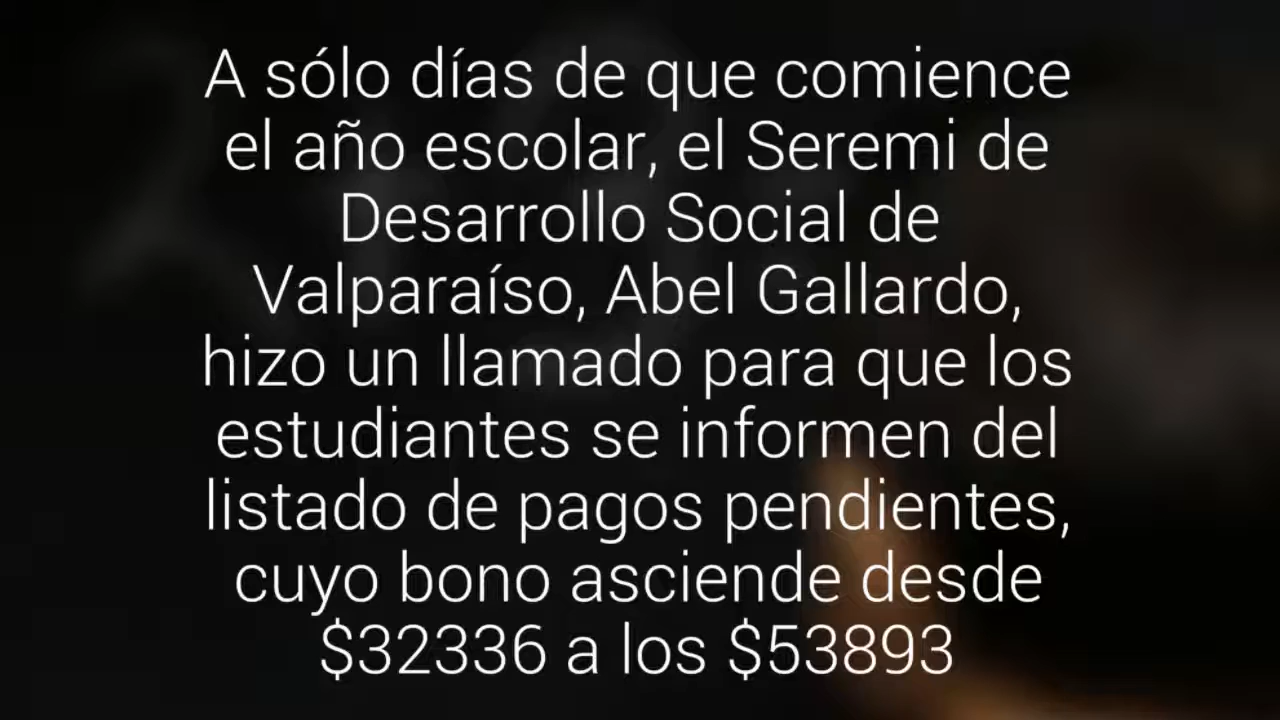 A sólo días de que comience
el año escolar, el Seremi de
Desarrollo Social de
Valparaíso, Abel Gallardo,
hizo un llamado para que los
estudiantes se informen del
listado de pagos pendientes,
cuyo bono asciende desde
$32336 a los $53893